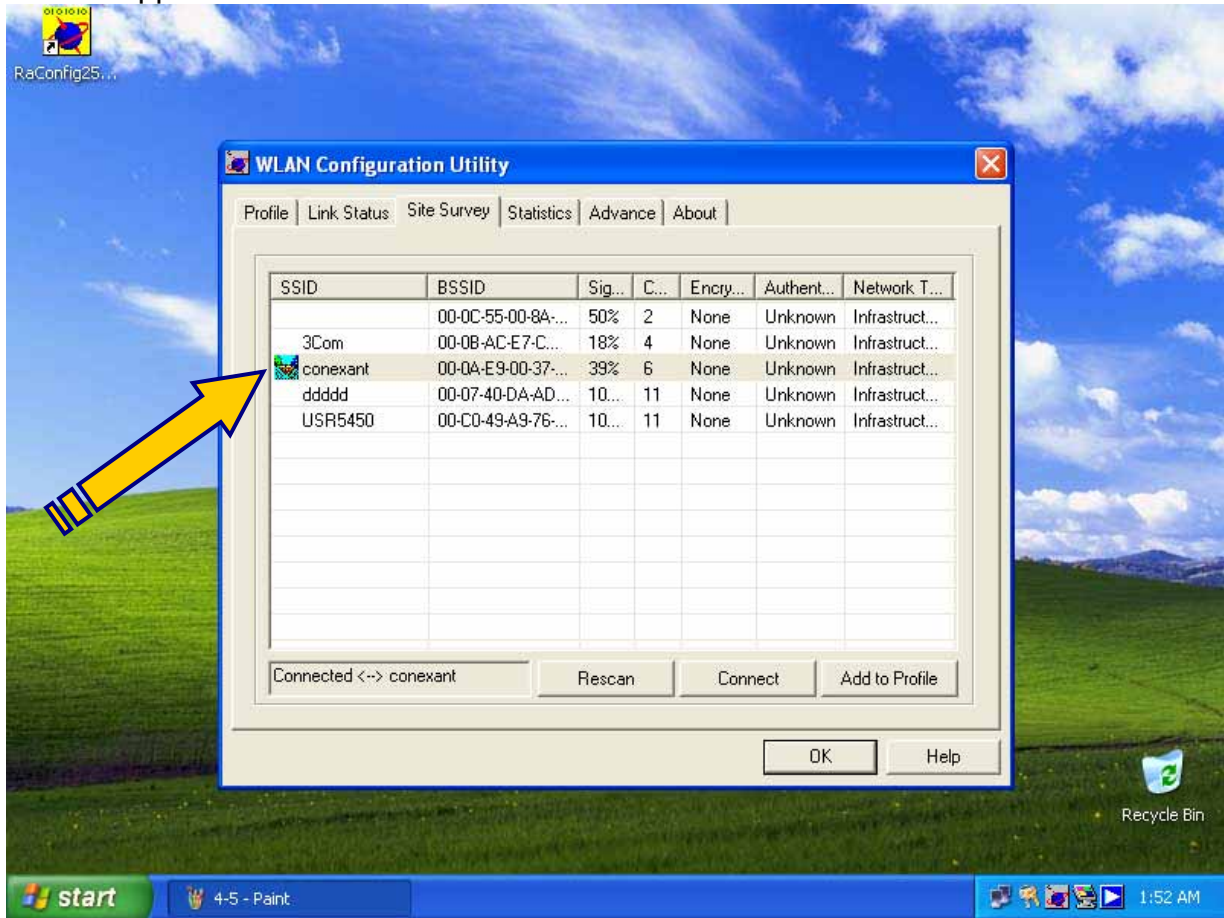 0101010
RaConfig25...
WLAN Configuration Utility
Profile Link Status Site Survey Statistics Advance About
SSID BSSID Sig... C... Encry... Authent... Network T...
00-0C-55-00-8A-... 50% 2 None Unknown Infrastruct...
3Com 00-0B-AC-E7-C... 18% 4 None Unknown Infrastruct...
conexant 00-0A-E9-00-37-... 39% 6 None Unknown Infrastruct...
ddddd 00-07-40-DA-AD... 10... 11 None Unknown Infrastruct...
USR5450 00-C0-49-A9-76-... 10... 11 None Unknown Infrastruct...
Connected <--> conexant Rescan Connect Add to Profile
OK Help
Recycle Bin
start 4-5 - Paint 1:52 AM